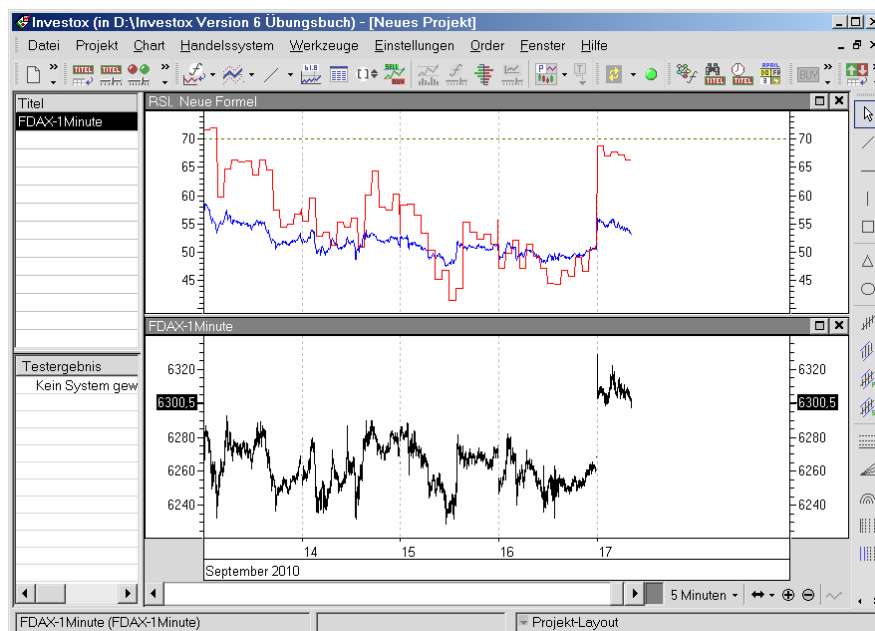 Investox (in D:\Investox Version 6 Übungsbuch) - [Neues Projekt]
Datei Projekt Chart Handelssystem Werkzeuge Einstellungen Order Fenster Hilfe
TITEL TITEL SELL TITEL APRIL BUY
Titel
FDAX-1Minute
RSI, Neue Formel
70 70
65 65
60 60
55 55
50 50
45 45
FDAX-1Minute
6320 6320
6300,5 6300,5
6280 6280
6260 6260
6240 6240
Testergebnis
Kein System gew
14 15 16 17
September 2010
5 Minuten
FDAX-1Minute (FDAX-1Minute)
Projekt-Layout